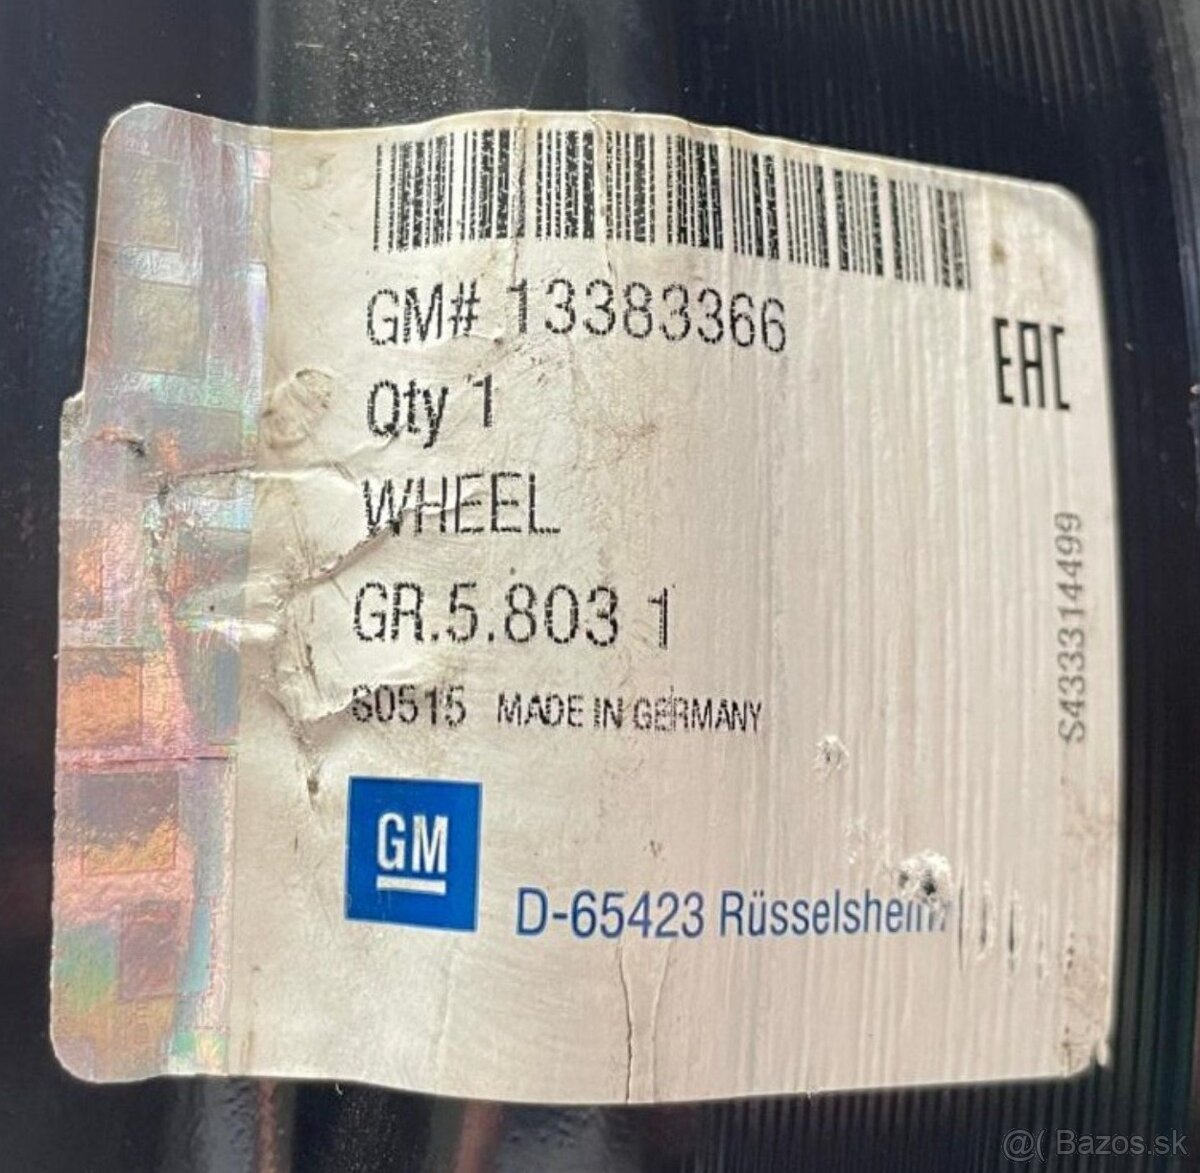 GM# 13383366
EAC
Qty 1
WHEEL
GR.5.803 1
S4333314499
80515 MADE IN GERMANY
GM
D-65423 Rüsselsheim
@( Bazos.sk